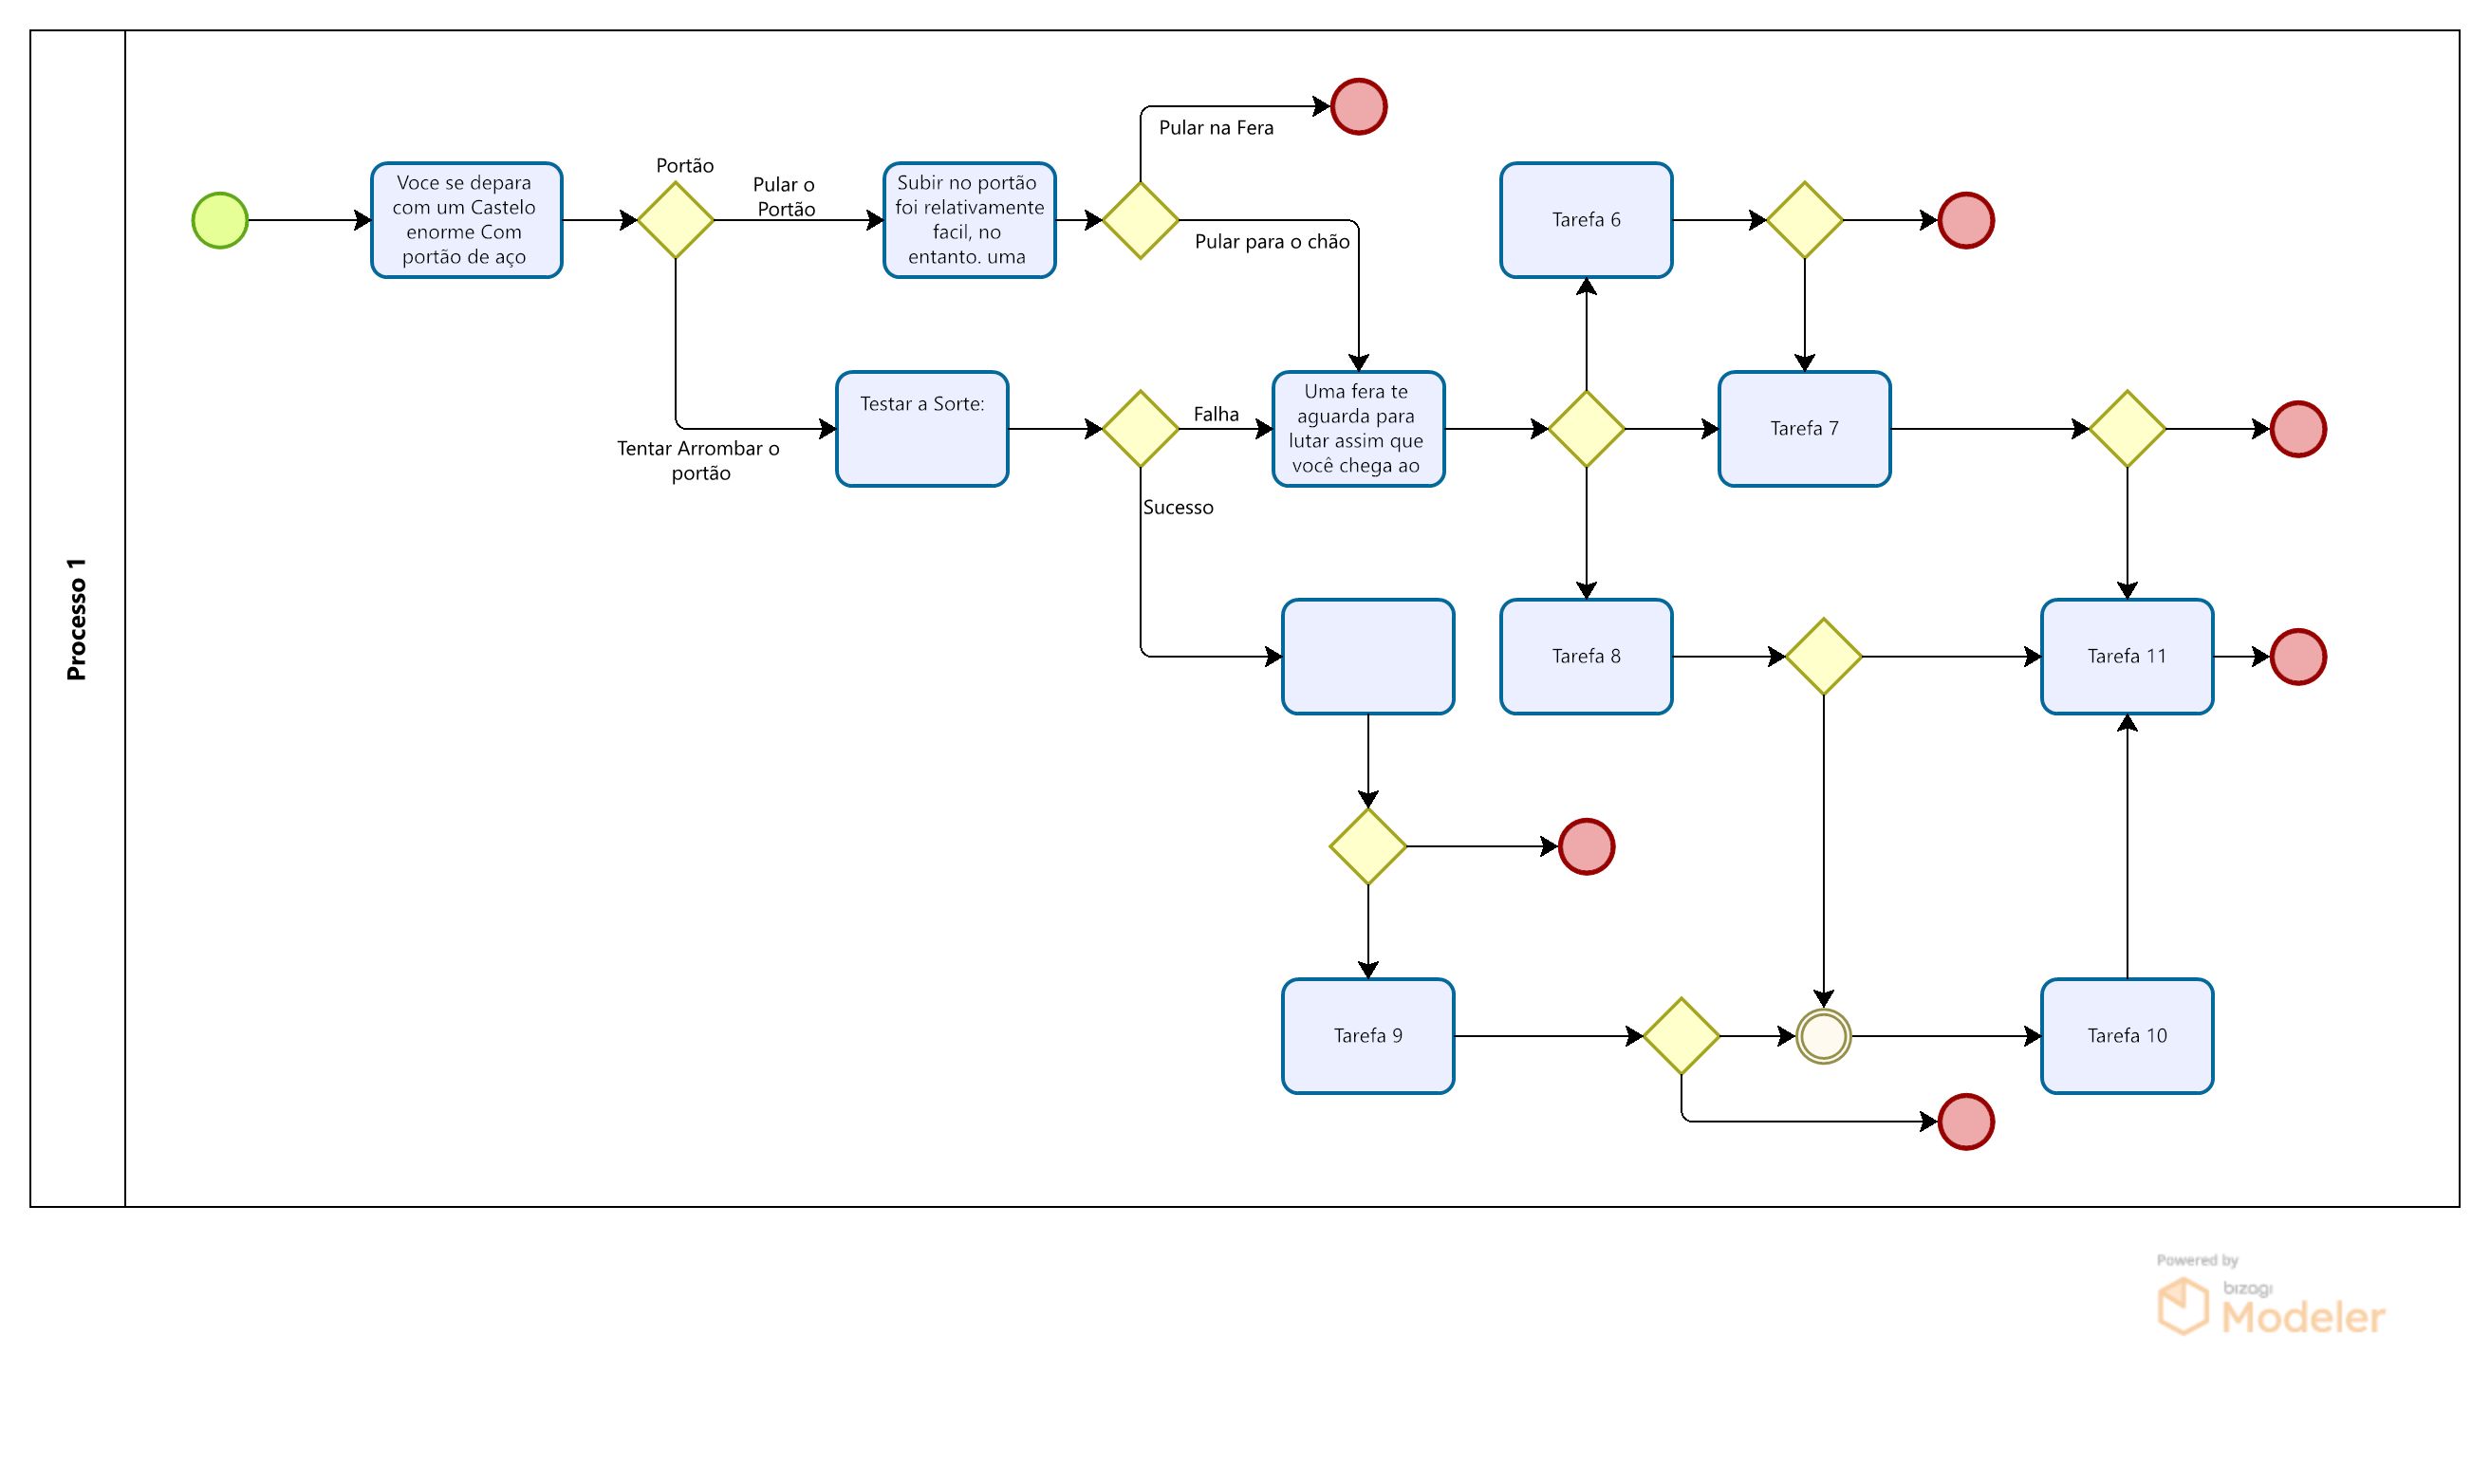 Processo 1
Voce se depara
com um Castelo
enorme Com
portão de aço
Portão
Pular o
Portão
Subir no portão
foi relativamente
facil, no
entanto. uma
Pular na Fera
Pular para o chão
Tentar Arrombar o
portão
Testar a Sorte:
Falha
Sucesso
Uma fera te
aguarda para
lutar assim que
você chega ao
Tarefa 6
Tarefa 7
Tarefa 8
Tarefa 11
Tarefa 9
Tarefa 10
Powered by
bizagi
Modeler